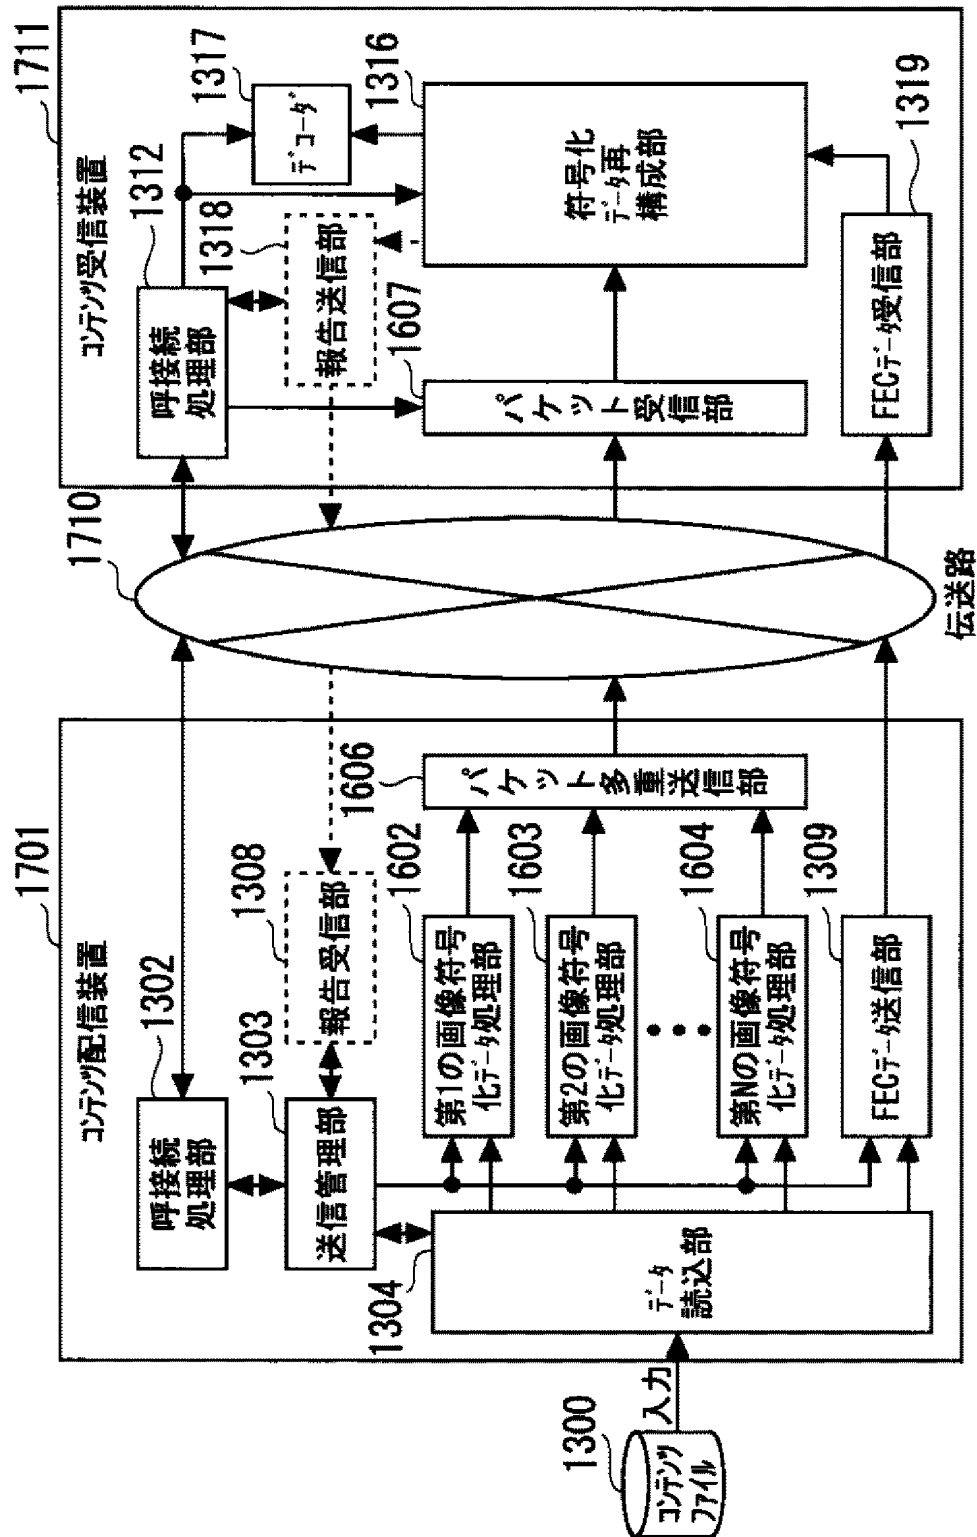 1701
コンテンツ配信装置
1302
呼接続
処理部
1303
送信管理部
1308
報告受信部
1304
データ
読込部
1300
コンテンツ
ファイル
入力
1602
第1の画像符号
化データ処理部
1603
第2の画像符号
化データ処理部
1604
第Nの画像符号
化データ処理部
1309
FECデータ送信部
1606
パケット多重送信部
1710
伝送路
1711
コンテンツ受信装置
1312
呼接続
処理部
1318
報告送信部
1317
デコーダ
1607
パケット受信部
1316
符号化
データ再
構成部
1319
FECデータ受信部